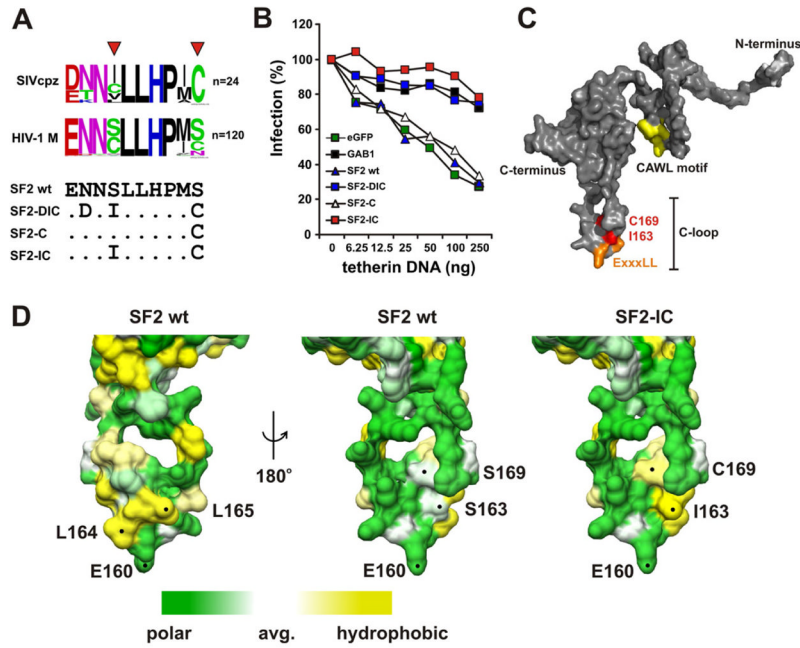 A
SIVcpz
DNNILLHPIC
n=24
HIV-1 M
ENNSLLHPMS
n=120
SF2 wt ENNSLLHPMS
SF2-DIC . D . I . . . . . C
SF2-C . . . . . . . . . C
SF2-IC . . . I . . . . . C
B
Infection (%)
120
100
80
60
40
20
0
eGFP
GAB1
SF2 wt
SF2-DIC
SF2-C
SF2-IC
0 6.25 12.5 25 50 100 250
tetherin DNA (ng)
C
N-terminus
C-terminus
CAWL motif
C169
I163
C-loop
ExxxLL
D
SF2 wt
L164
L165
E160
180°
SF2 wt
S169
S163
E160
SF2-IC
C169
I163
E160
polar avg. hydrophobic